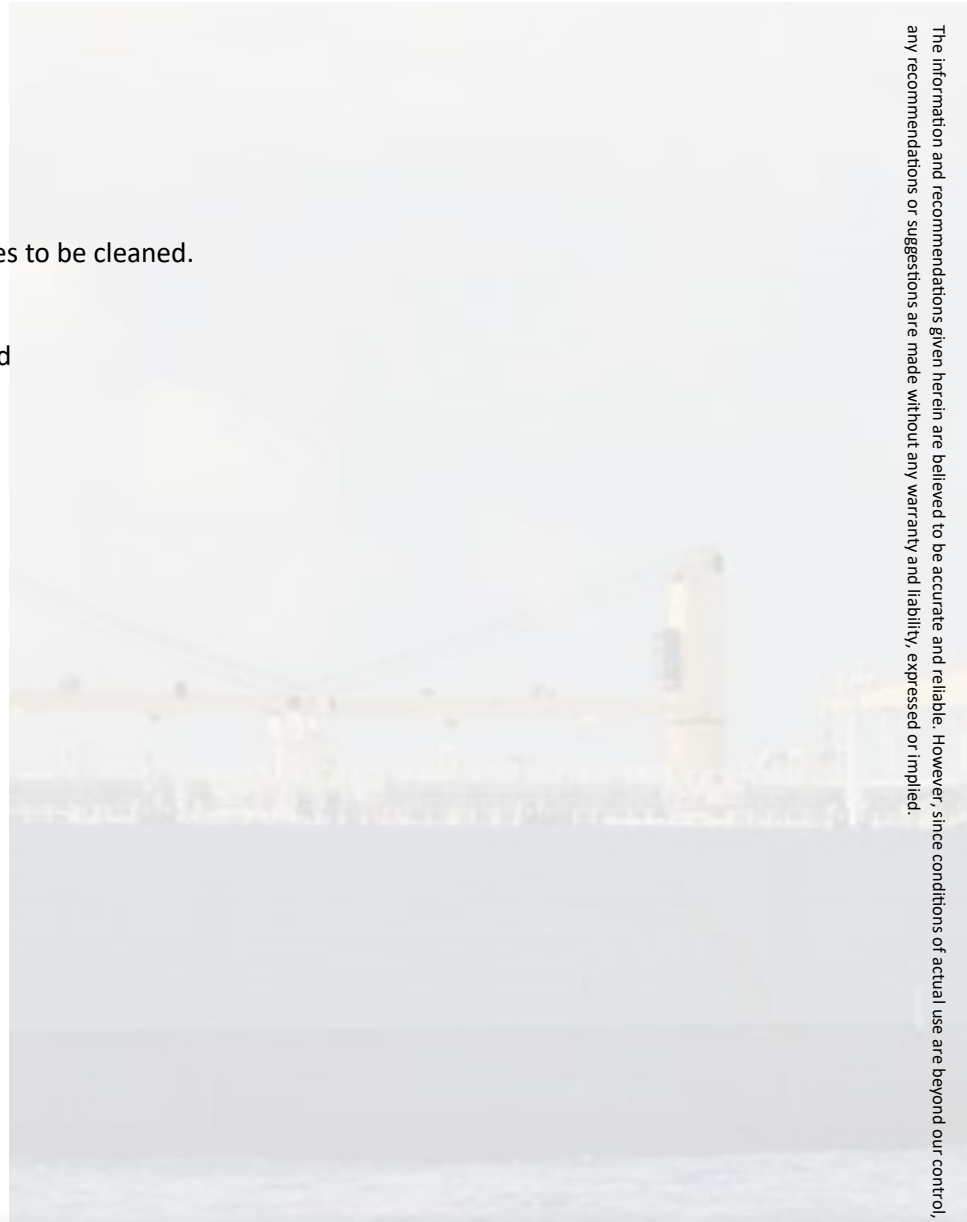 es to be cleaned.
d
The information and recommendations given herein are believed to be accurate and reliable. However, since conditions of actual use are beyond our control,
any recommendations or suggestions are made without any warranty and liability, expressed or implied.